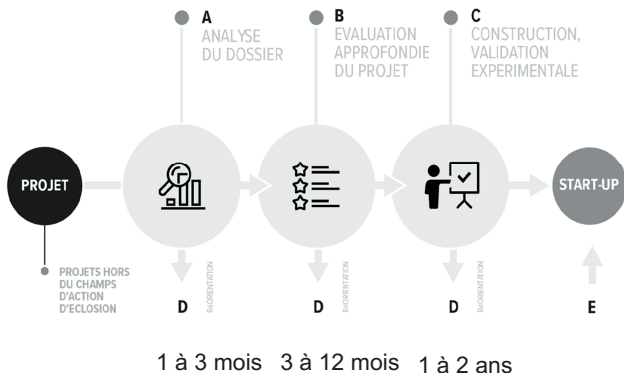 A
ANALYSE
DU DOSSIER
B
EVALUATION
APPROFONDIE
DU PROJET
C
CONSTRUCTION,
VALIDATION
EXPERIMENTALE
PROJET
START-UP
PROJETS HORS
DU CHAMPS
D'ACTION
D'ECLOSION
D
RÉORIENTATION
D
RÉORIENTATION
D
RÉORIENTATION
E
1 à 3 mois 3 à 12 mois 1 à 2 ans